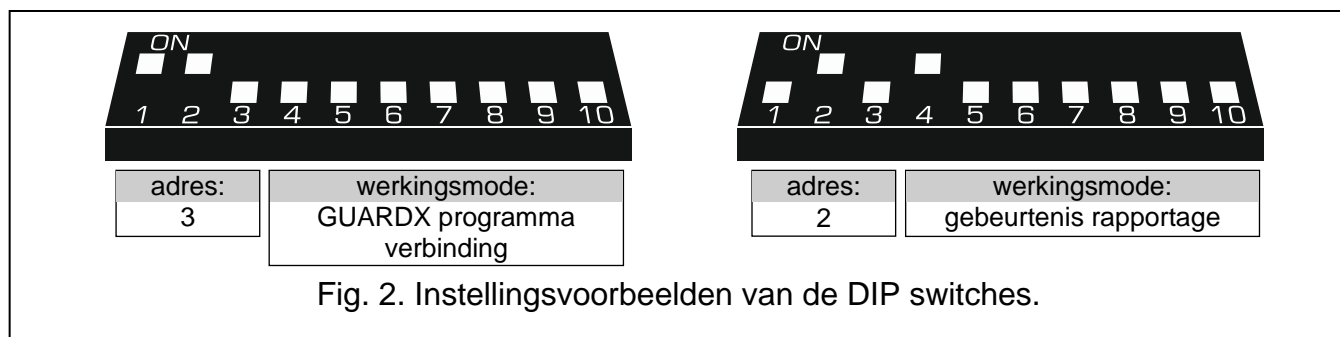 ON
1 2 3 4 5 6 7 8 9 10
adres:
3
werkingsmode:
GUARDX programma
verbinding
ON
1 2 3 4 5 6 7 8 9 10
adres:
2
werkingsmode:
gebeurtenis rapportage
Fig. 2. Instellingsvoorbeelden van de DIP switches.